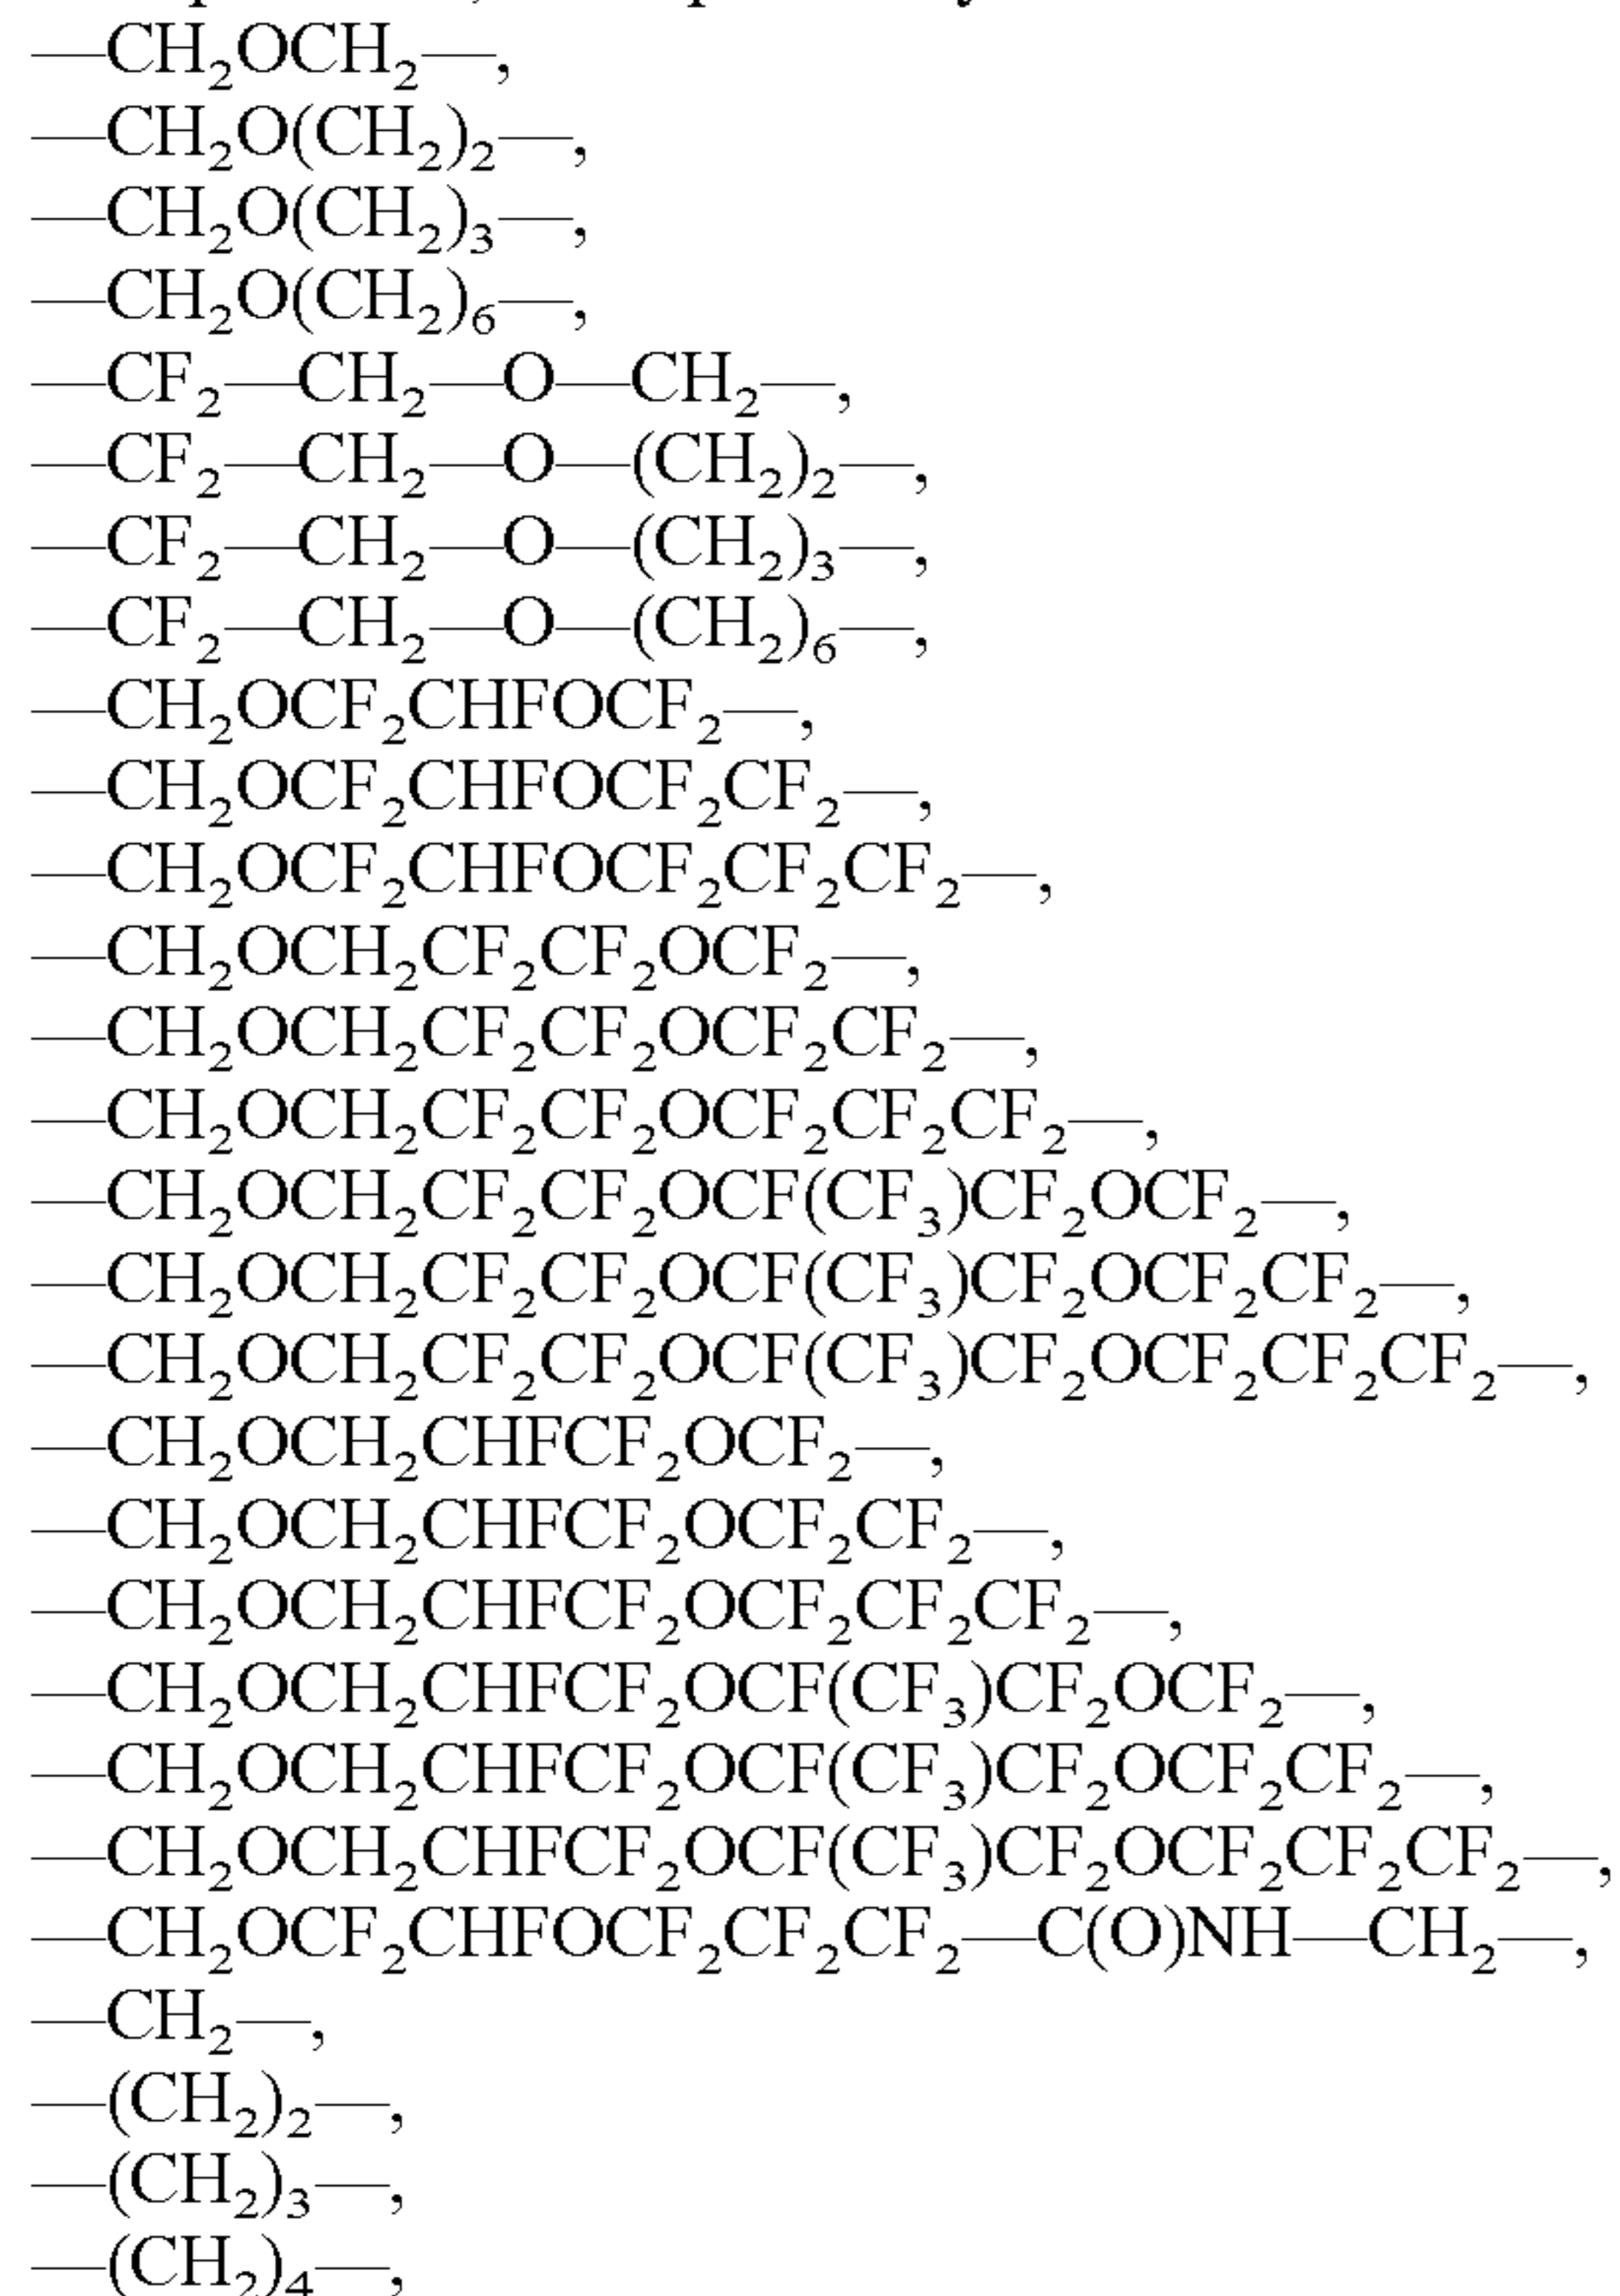 —CH₂OCH₂—,
—CH₂O(CH₂)₂—,
—CH₂O(CH₂)₃—,
—CH₂O(CH₂)₆—,
—CF₂—CH₂—O—CH₂—,
—CF₂—CH₂—O—(CH₂)₂—,
—CF₂—CH₂—O—(CH₂)₃—,
—CF₂—CH₂—O—(CH₂)₆—,
—CH₂OCF₂CHFOCF₂—,
—CH₂OCF₂CHFOCF₂CF₂—,
—CH₂OCF₂CHFOCF₂CF₂CF₂—,
—CH₂OCH₂CF₂CF₂OCF₂—,
—CH₂OCH₂CF₂CF₂OCF₂CF₂—,
—CH₂OCH₂CF₂CF₂OCF₂CF₂CF₂—,
—CH₂OCH₂CF₂CF₂OCF(CF₃)CF₂OCF₂—,
—CH₂OCH₂CF₂CF₂OCF(CF₃)CF₂OCF₂CF₂—,
—CH₂OCH₂CF₂CF₂OCF(CF₃)CF₂OCF₂CF₂CF₂—,
—CH₂OCH₂CHFCF₂OCF₂—,
—CH₂OCH₂CHFCF₂OCF₂CF₂—,
—CH₂OCH₂CHFCF₂OCF₂CF₂CF₂—,
—CH₂OCH₂CHFCF₂OCF(CF₃)CF₂OCF₂—,
—CH₂OCH₂CHFCF₂OCF(CF₃)CF₂OCF₂CF₂—,
—CH₂OCH₂CHFCF₂OCF(CF₃)CF₂OCF₂CF₂CF₂—,
—CH₂OCF₂CHFOCF₂CF₂CF₂—C(O)NH—CH₂—,
—CH₂—,
—(CH₂)₂—,
—(CH₂)₃—,
—(CH₂)₄—,